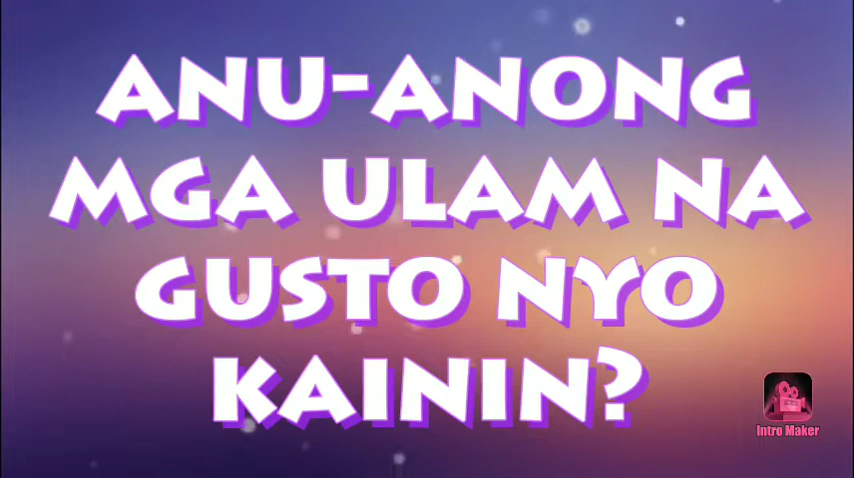 ANU-ANONG
MGA ULAM NA
GUSTO NYO
KAININ?
Intro Maker